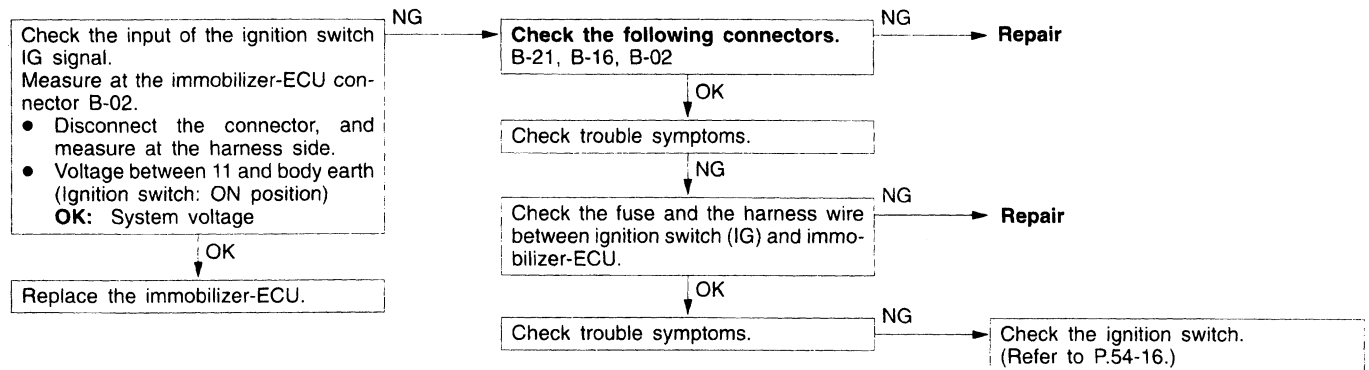 Check the input of the ignition switch
IG signal.
Measure at the immobilizer-ECU con-
nector B-02.
● Disconnect the connector, and
measure at the harness side.
● Voltage between 11 and body earth
(Ignition switch: ON position)
OK: System voltage
OK
Replace the immobilizer-ECU.
NG
Check the following connectors.
B-21, B-16, B-02
NG
Repair
OK
Check trouble symptoms.
NG
Check the fuse and the harness wire
between ignition switch (IG) and immo-
bilizer-ECU.
NG
Repair
OK
Check trouble symptoms.
NG
Check the ignition switch.
(Refer to P.54-16.)